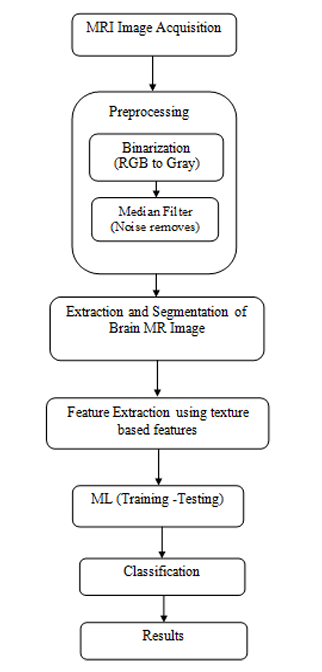 MRI Image Acquisition
Preprocessing
Binarization
(RGB to Gray)
Median Filter
(Noise removes)
Extraction and Segmentation of
Brain MR Image
Feature Extraction using texture
based features
ML (Training -Testing)
Classification
Results